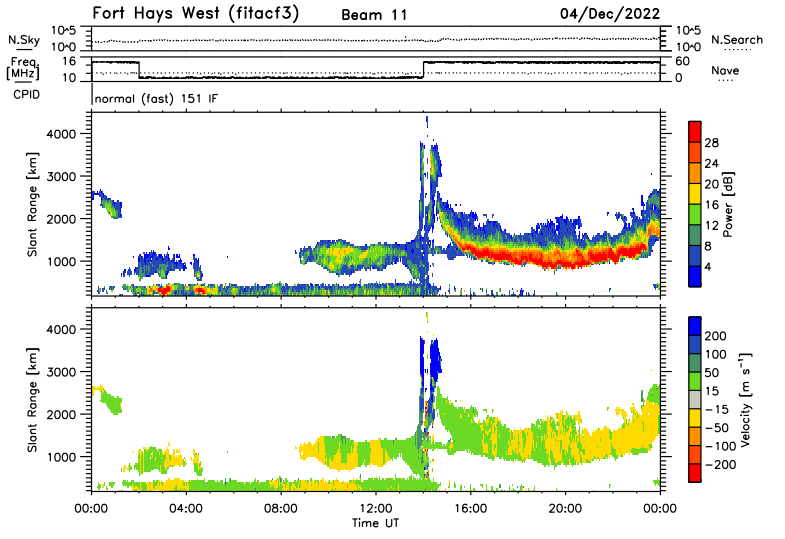 Fort Hays West (fitacf3) Beam 11 04/Dec/2022
N.Sky 10^5 10^0 10^5 10^0 N.Search
Freq. [MHz] 16 10 60 0 Nave
CPID normal (fast) 151 IF
Slant Range [km]
4000
3000
2000
1000
28
24
20
16
12
8
4
Power [dB]
Slant Range [km]
4000
3000
2000
1000
200
100
50
15
-15
-50
-100
-200
Velocity [m s⁻¹]
00:00 04:00 08:00 12:00 16:00 20:00 00:00
Time UT